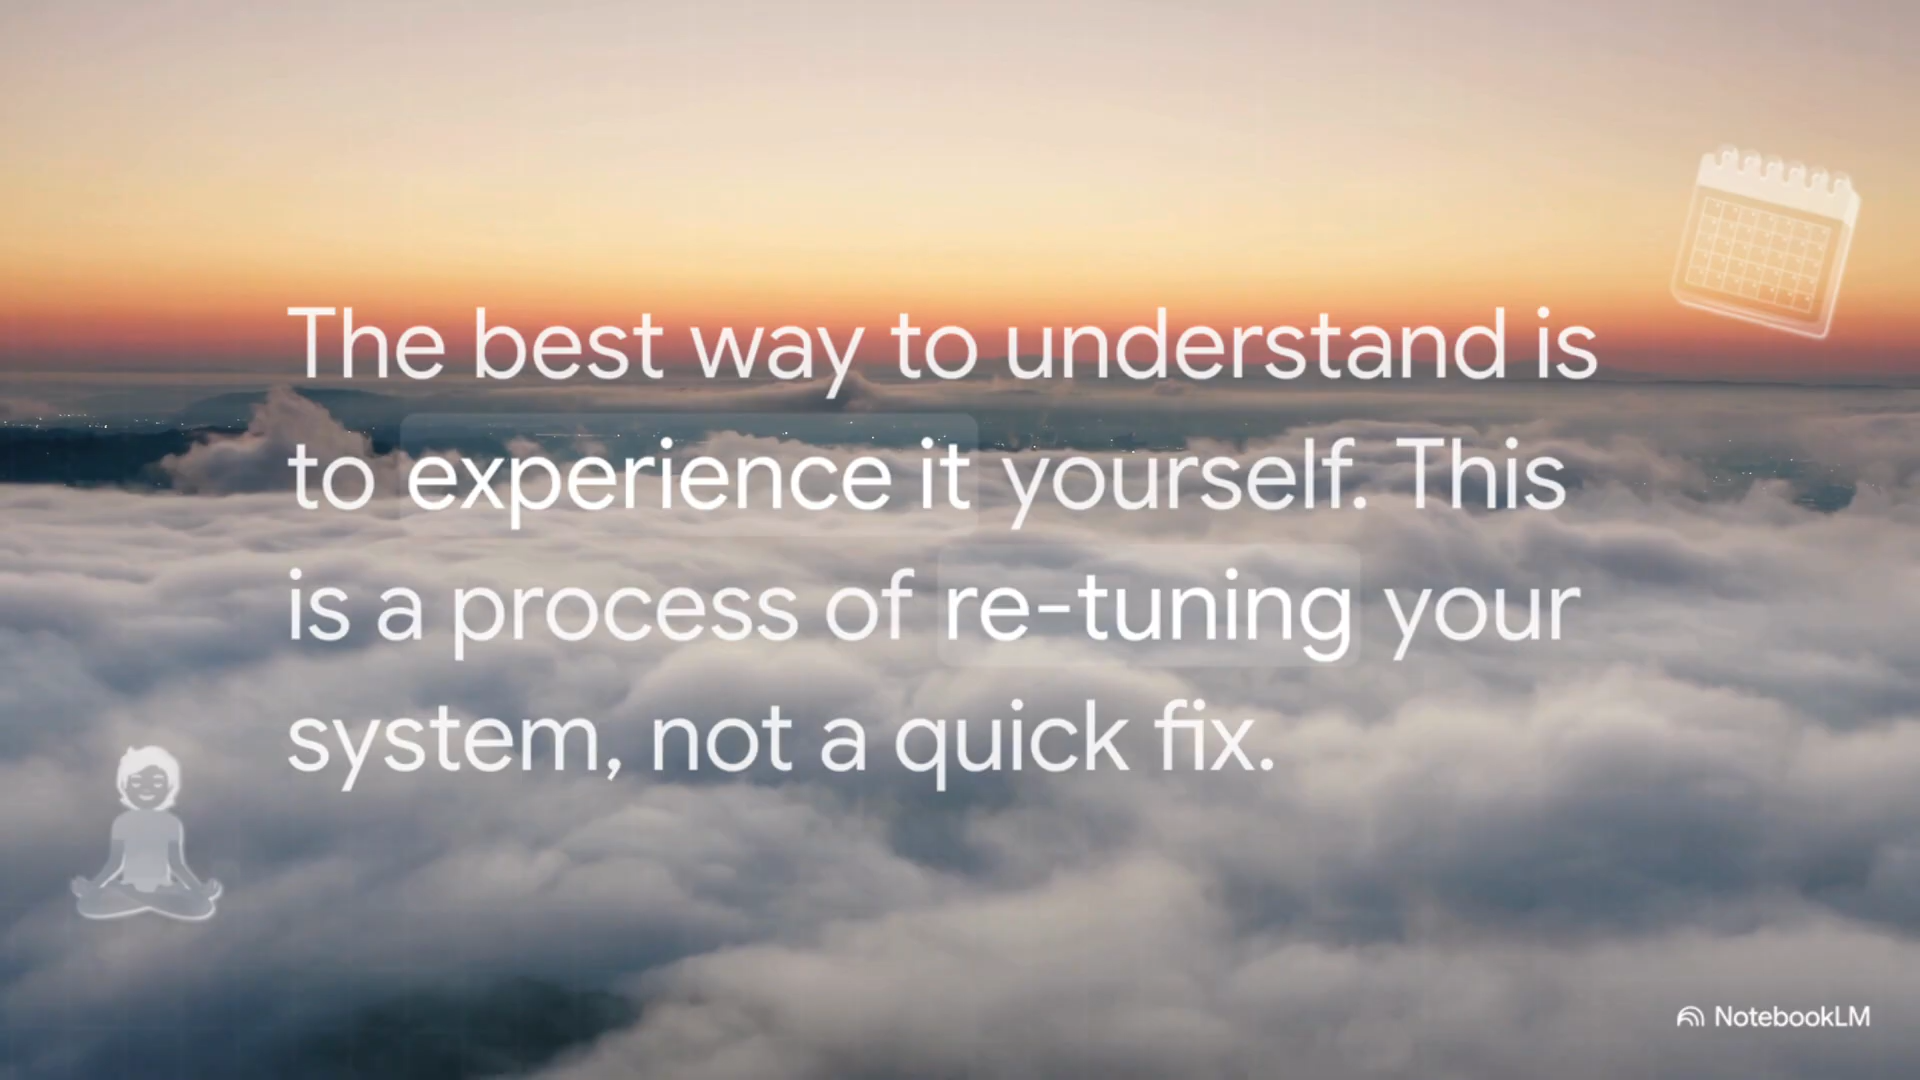 The best way to understand is
to experience it yourself. This
is a process of re-tuning your
system, not a quick fix.
NotebookLM